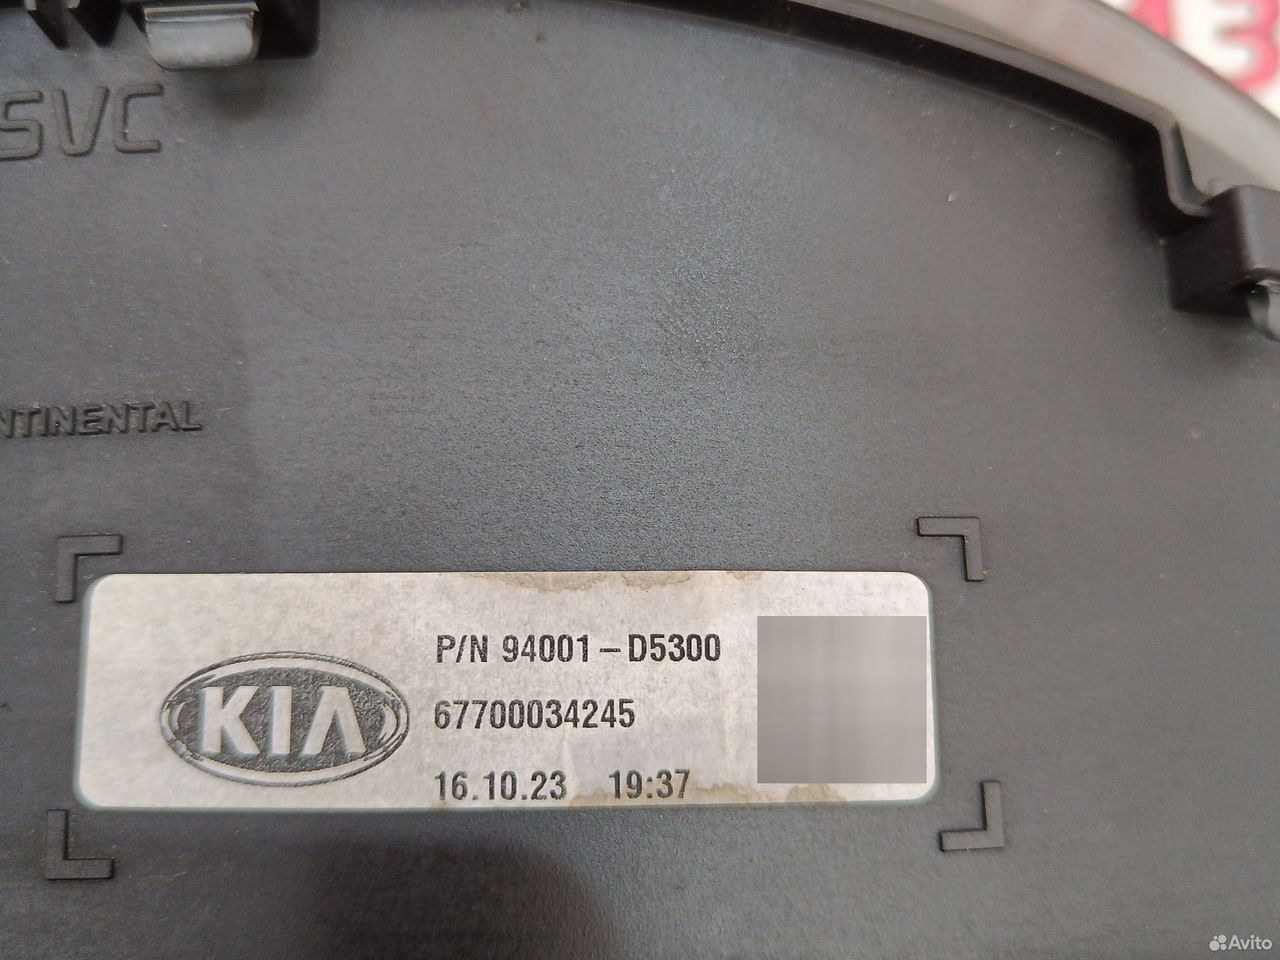 SVC
NTINENTAL
P/N 94001-D5300
KIA
67700034245
16.10.23 19:37
Avito